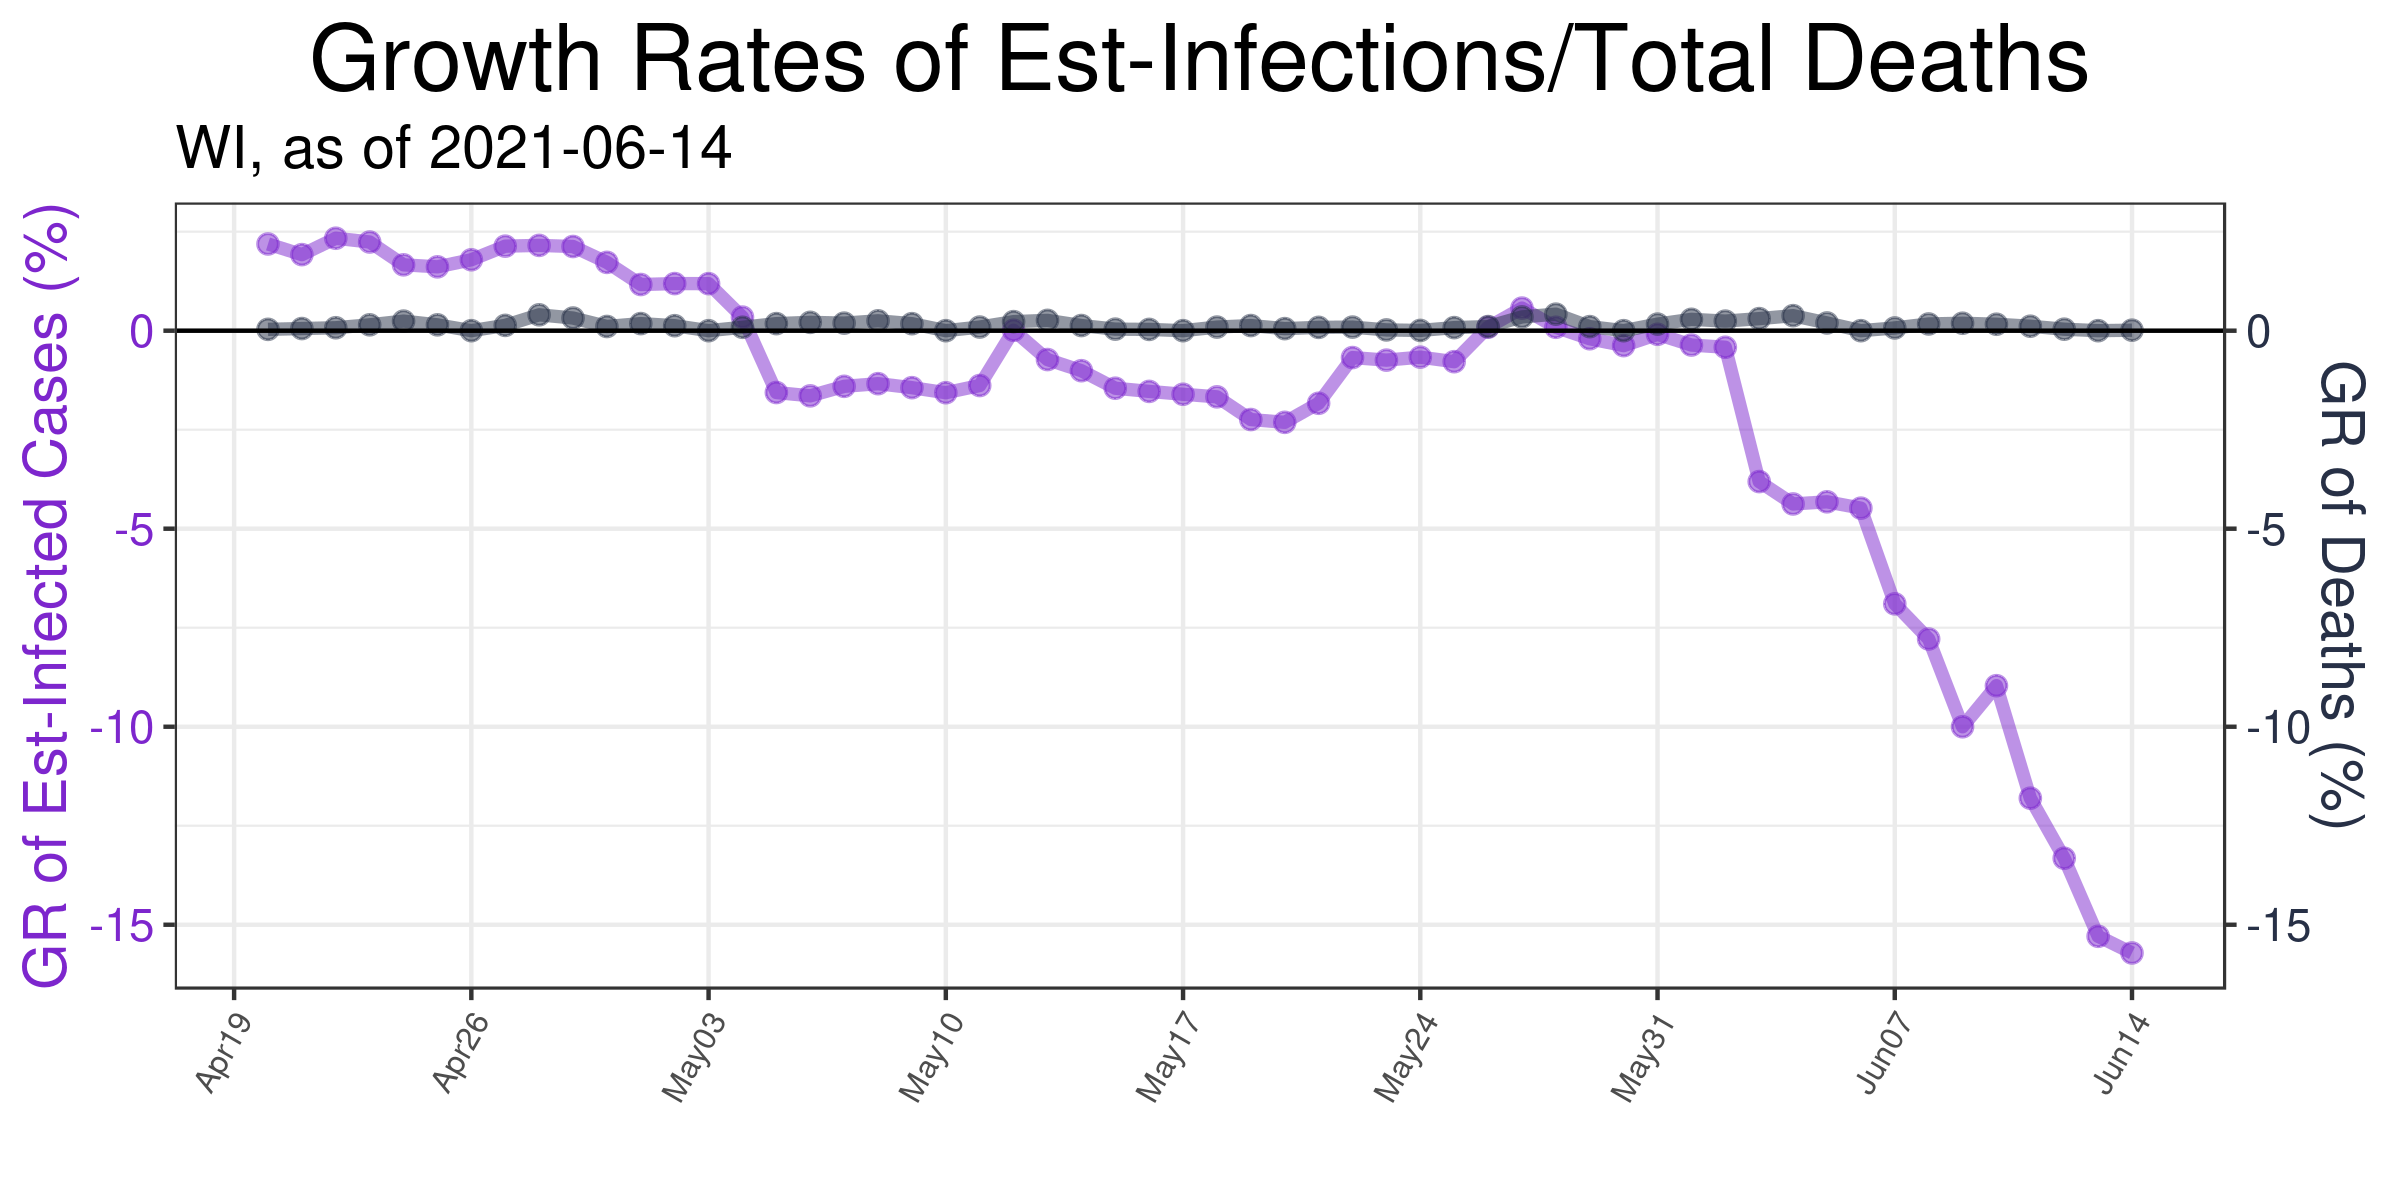 Growth Rates of Est-Infections/Total Deaths
WI, as of 2021-06-14
GR of Est-Infected Cases (%)
0
-5
-10
-15
0
-5
-10
-15
GR of Deaths (%)
Apr19
Apr26
May03
May10
May17
May24
May31
Jun07
Jun14